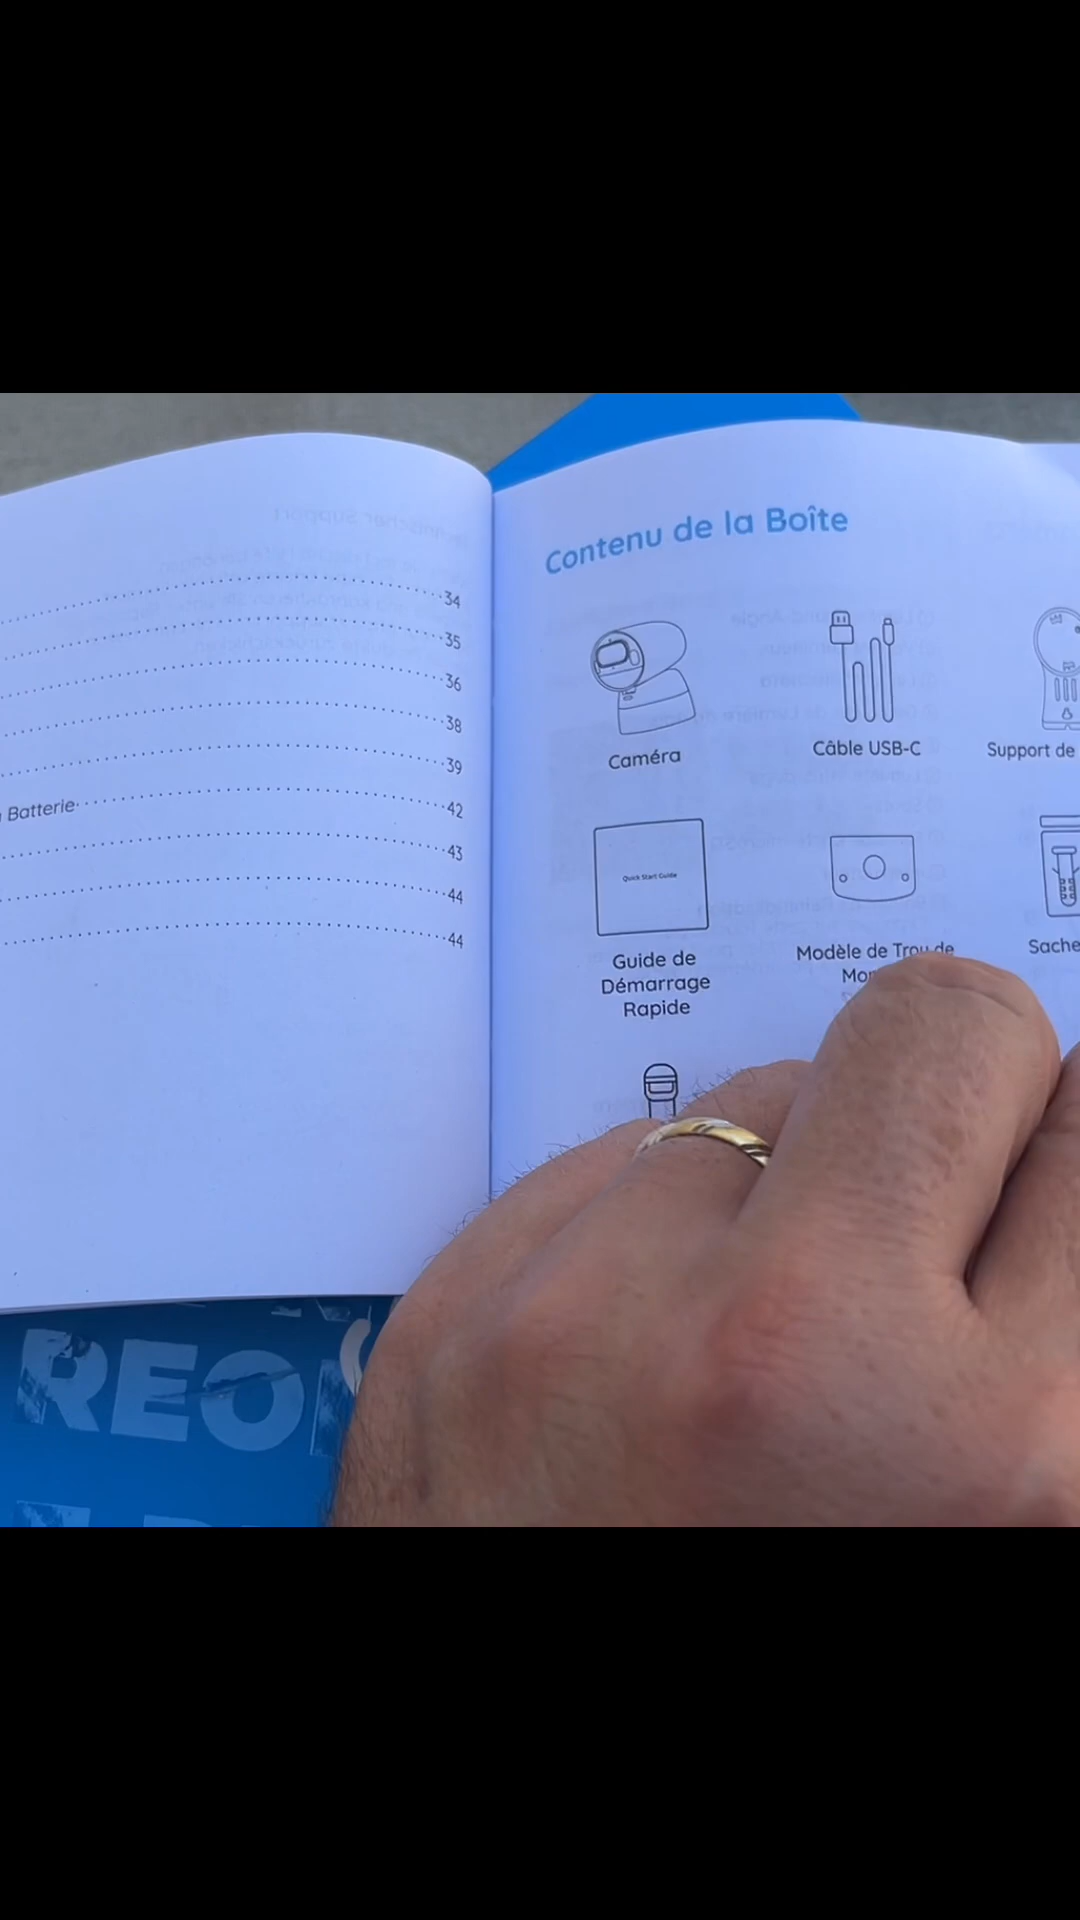 34
35
36
38
39
Batterie 42
43
44
44
Contenu de la Boîte
Caméra
Câble USB-C
Support de
Quick Start Guide
Guide de
Démarrage
Rapide
Modèle de Trou de
Sache
REO